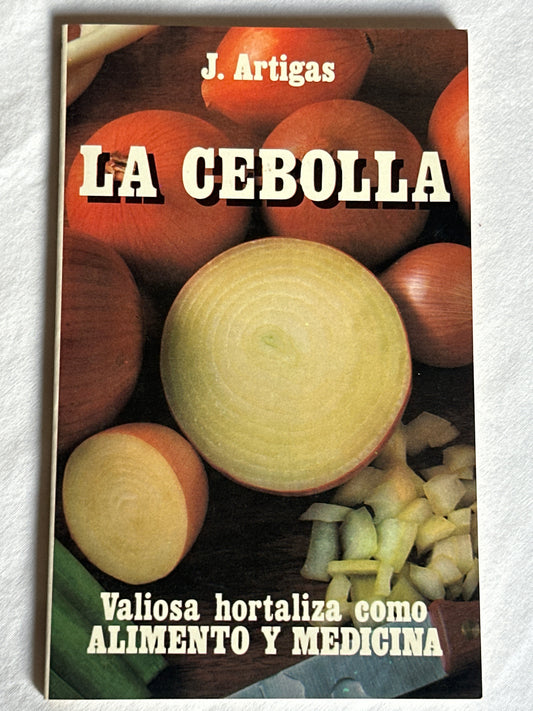 J. Artigas
LA CEBOLLA
Valiosa hortaliza como
ALIMENTO Y MEDICINA